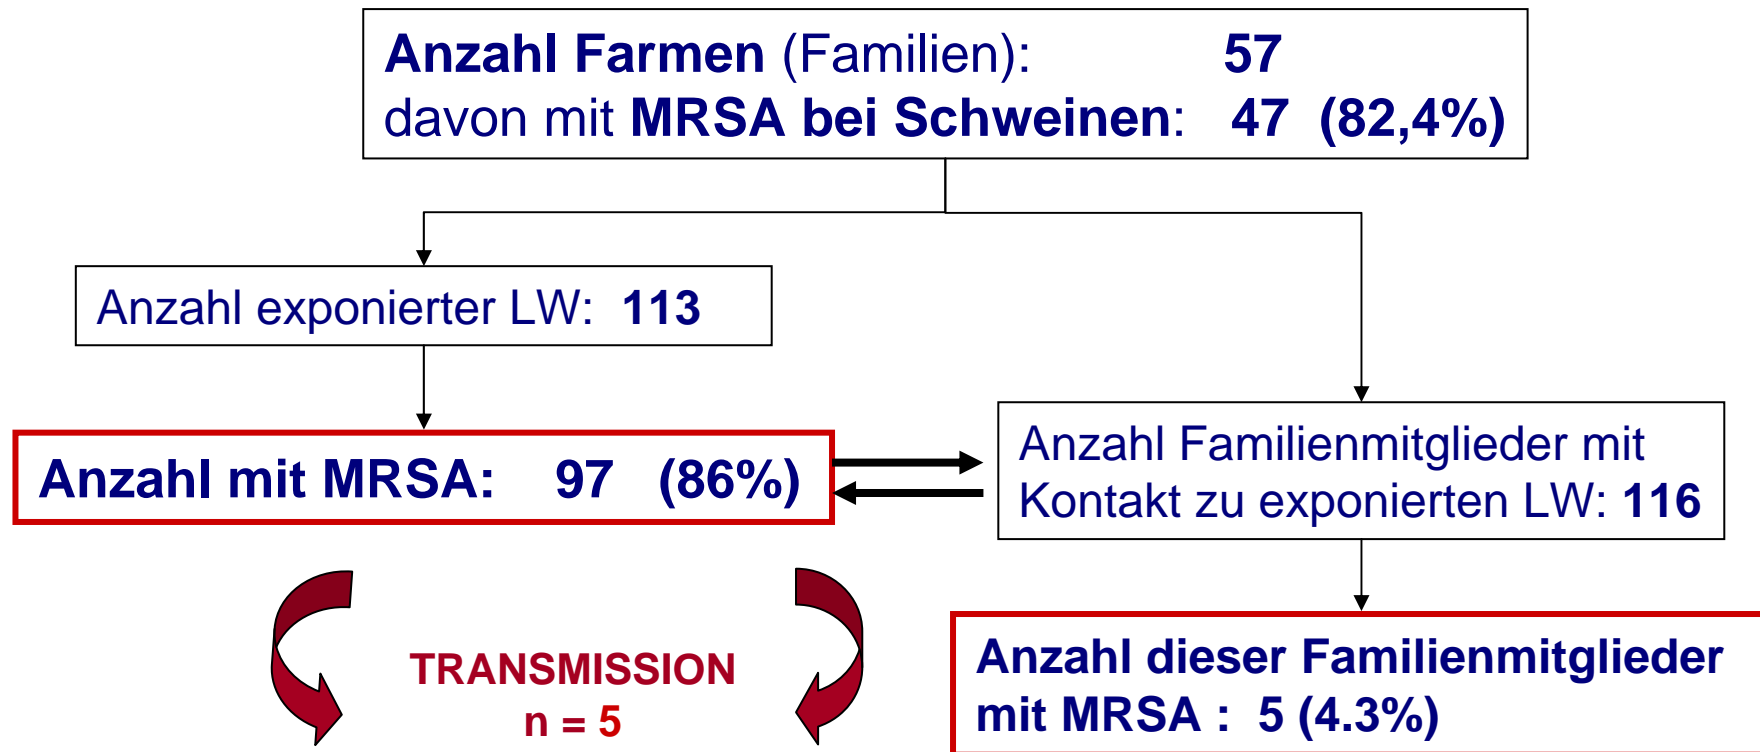 Anzahl Farmen (Familien): 57
davon mit MRSA bei Schweinen: 47 (82,4%)
Anzahl exponierter LW: 113
Anzahl mit MRSA: 97 (86%)
Anzahl Familienmitglieder mit
Kontakt zu exponierten LW: 116
TRANSMISSION
n = 5
Anzahl dieser Familienmitglieder
mit MRSA : 5 (4.3%)